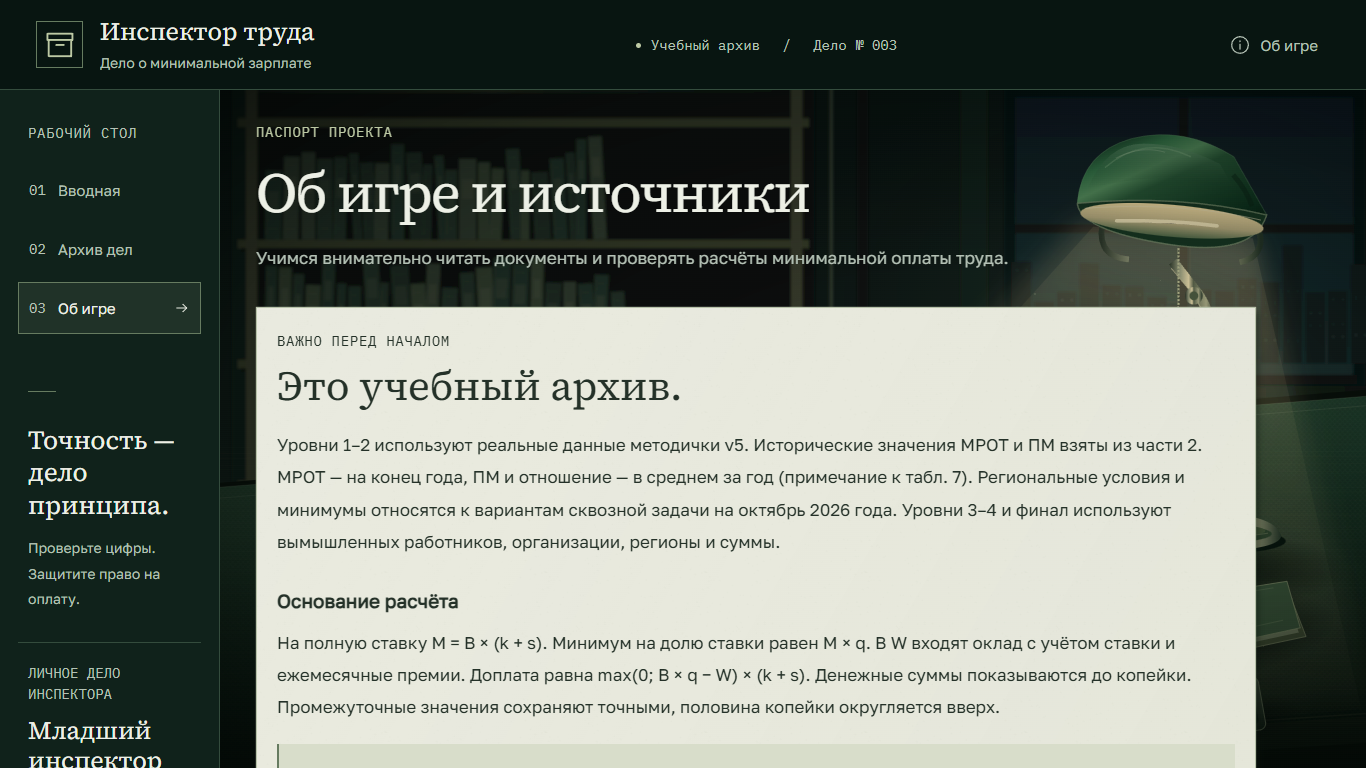 Инспектор труда
Дело о минимальной зарплате
Учебный архив / Дело № 003
Об игре
РАБОЧИЙ СТОЛ
01 Вводная
02 Архив дел
03 Об игре →
Точность —
дело
принципа.
Проверьте цифры.
Защитите право на
оплату.
ЛИЧНОЕ ДЕЛО
ИНСПЕКТОРА
Младший
инспектор
ПАСПОРТ ПРОЕКТА
Об игре и источники
Учимся внимательно читать документы и проверять расчёты минимальной оплаты труда.
ВАЖНО ПЕРЕД НАЧАЛОМ
Это учебный архив.
Уровни 1–2 используют реальные данные методички v5. Исторические значения МРОТ и ПМ взяты из части 2.
МРОТ — на конец года, ПМ и отношение — в среднем за год (примечание к табл. 7). Региональные условия и
минимумы относятся к вариантам сквозной задачи на октябрь 2026 года. Уровни 3–4 и финал используют
вымышленных работников, организации, регионы и суммы.
Основание расчёта
На полную ставку M = B × (k + s). Минимум на долю ставки равен M × q. В W входят оклад с учётом ставки и
ежемесячные премии. Доплата равна max(0; B × q − W) × (k + s). Денежные суммы показываются до копейки.
Промежуточные значения сохраняют точными, половина копейки округляется вверх.